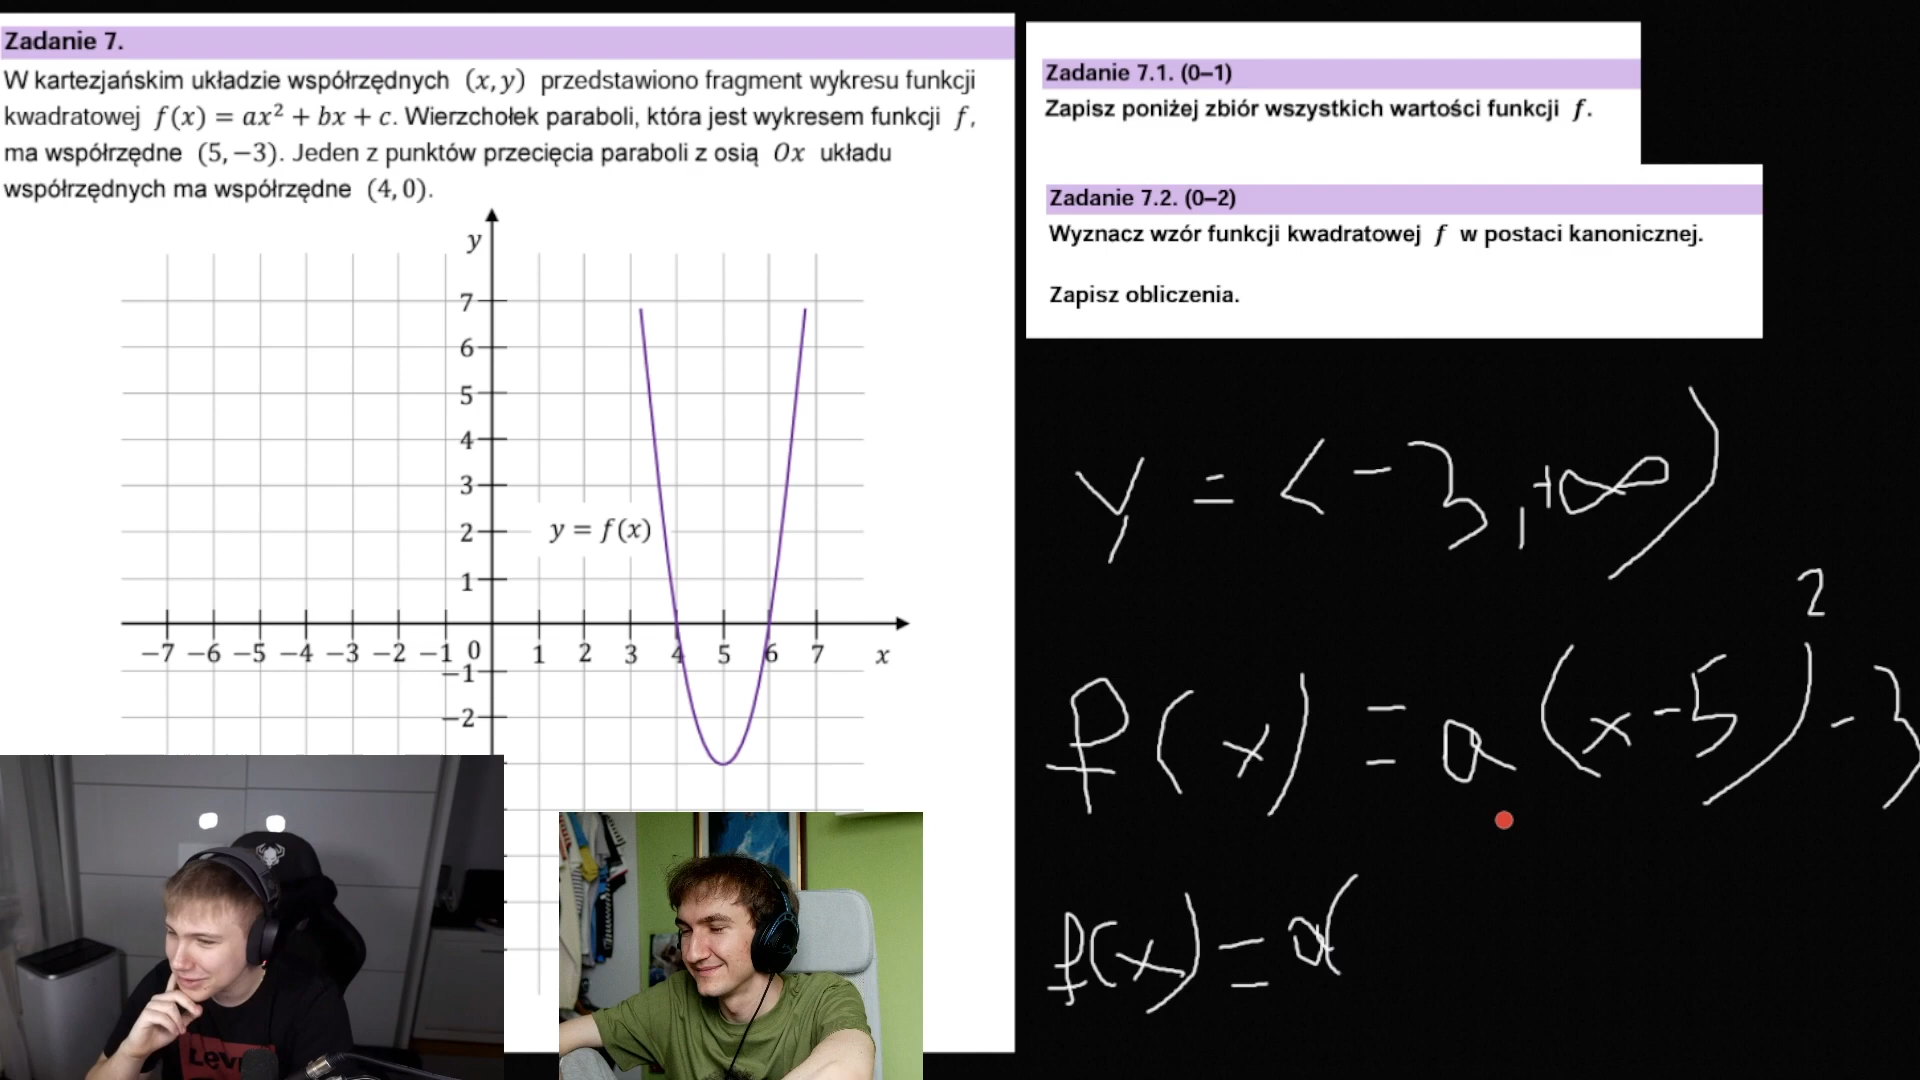 Zadanie 7.
W kartezjańskim układzie współrzędnych (x, y) przedstawiono fragment wykresu funkcji
kwadratowej f(x) = ax² + bx + c. Wierzchołek paraboli, która jest wykresem funkcji f,
ma współrzędne (5, −3). Jeden z punktów przecięcia paraboli z osią Ox układu
współrzędnych ma współrzędne (4, 0).
y
7
6
5
4
3
2
1
y = f(x)
−7 −6 −5 −4 −3 −2 −1 0 1 2 3 4 5 6 7 x
−1
−2
Zadanie 7.1. (0–1)
Zapisz poniżej zbiór wszystkich wartości funkcji f.
Zadanie 7.2. (0–2)
Wyznacz wzór funkcji kwadratowej f w postaci kanonicznej.
Zapisz obliczenia.
y = <-3, +∞)
f(x) = a(x-5)² - 3
f(x) = a(
Lev